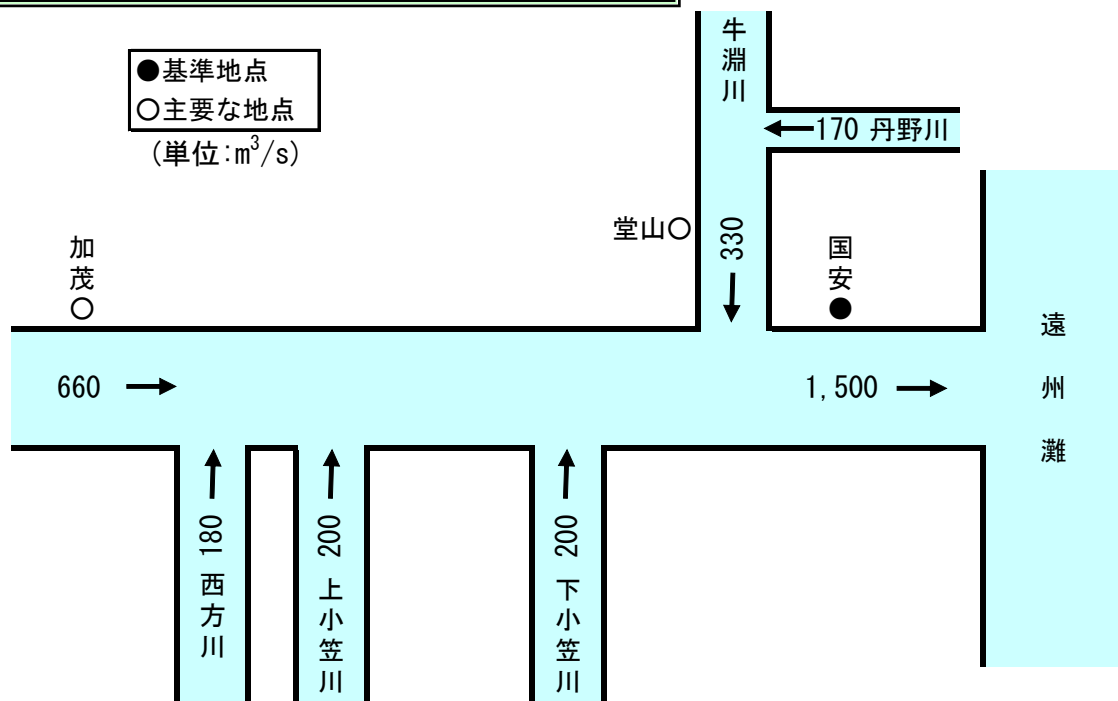 ●基準地点
○主要な地点
(単位:m³/s)
牛淵川
170 丹野川
堂山○
330
加茂
○
国安
●
遠州灘
660
1,500
180 西方川
200 上小笠川
200 下小笠川